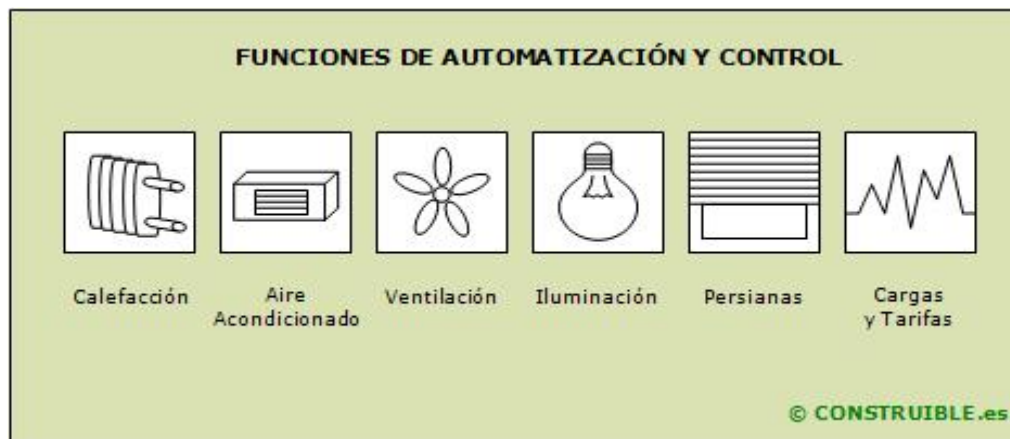 FUNCIONES DE AUTOMATIZACIÓN Y CONTROL
Calefacción
Aire
Acondicionado
Ventilación
Iluminación
Persianas
Cargas
y Tarifas
© CONSTRUIBLE.es